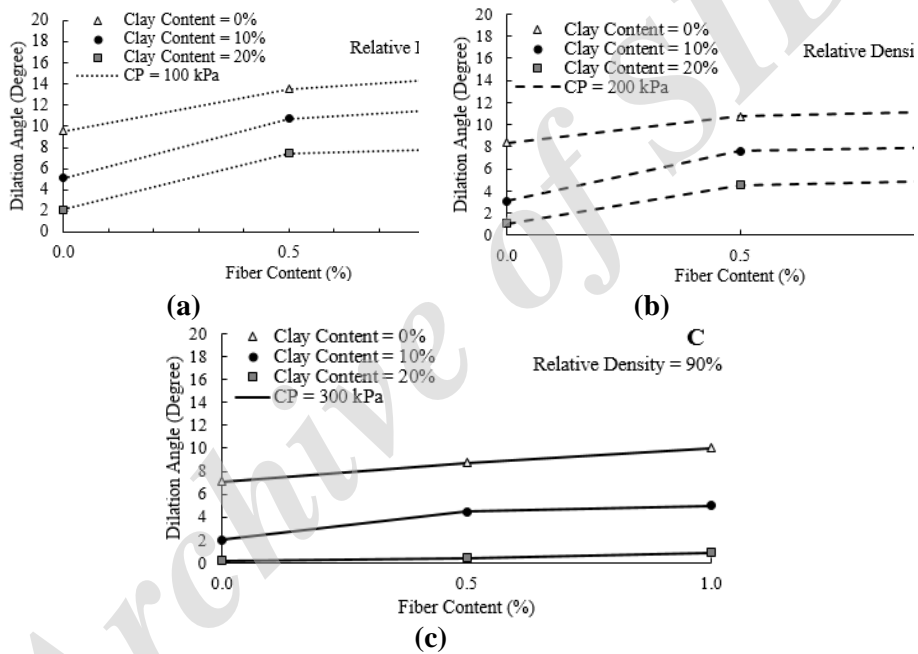 20
18
16
14
12
10
8
6
4
2
0
Dilation Angle (Degree)
Clay Content = 0%
Clay Content = 10%
Clay Content = 20%
CP = 100 kPa
Relative
0.0
0.5
Fiber Content (%)
(a)
20
18
16
14
12
10
8
6
4
2
0
Dilation Angle (Degree)
Clay Content = 0%
Clay Content = 10%
Clay Content = 20%
CP = 200 kPa
Relative Densi
0.0
0.5
Fiber Content (%)
(b)
20
18
16
14
12
10
8
6
4
2
0
Dilation Angle (Degree)
Clay Content = 0%
Clay Content = 10%
Clay Content = 20%
CP = 300 kPa
C
Relative Density = 90%
0.0
0.5
1.0
Fiber Content (%)
(c)
Archive of SID